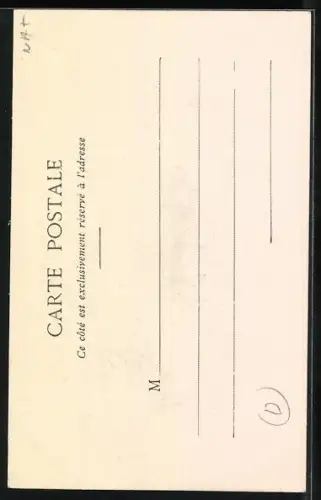 CARTE POSTALE
Ce côté est exclusivement réservé à l'adresse
M
(D)